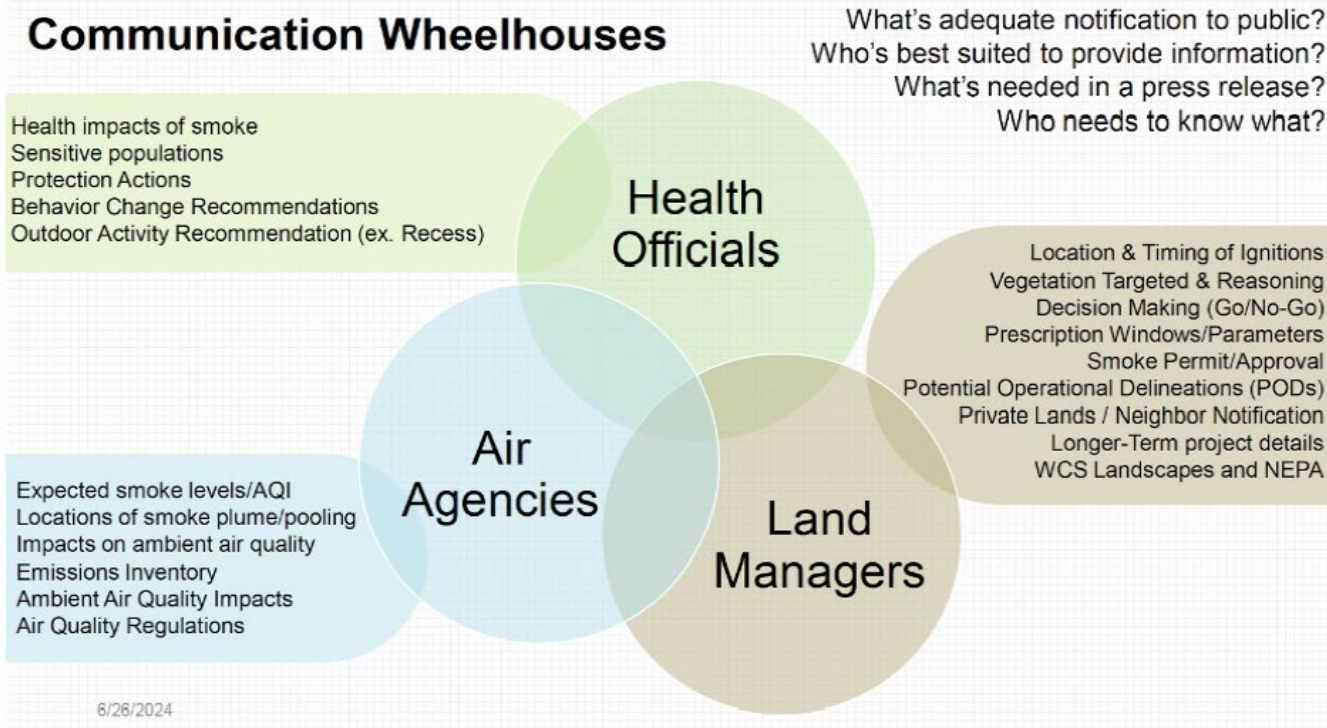 Communication Wheelhouses
What's adequate notification to public?
Who's best suited to provide information?
What's needed in a press release?
Who needs to know what?
Health impacts of smoke
Sensitive populations
Protection Actions
Behavior Change Recommendations
Outdoor Activity Recommendation (ex. Recess)
Health
Officials
Location & Timing of Ignitions
Vegetation Targeted & Reasoning
Decision Making (Go/No-Go)
Prescription Windows/Parameters
Smoke Permit/Approval
Potential Operational Delineations (PODs)
Private Lands / Neighbor Notification
Longer-Term project details
WCS Landscapes and NEPA
Air
Agencies
Expected smoke levels/AQI
Locations of smoke plume/pooling
Impacts on ambient air quality
Emissions Inventory
Ambient Air Quality Impacts
Air Quality Regulations
Land
Managers
6/26/2024